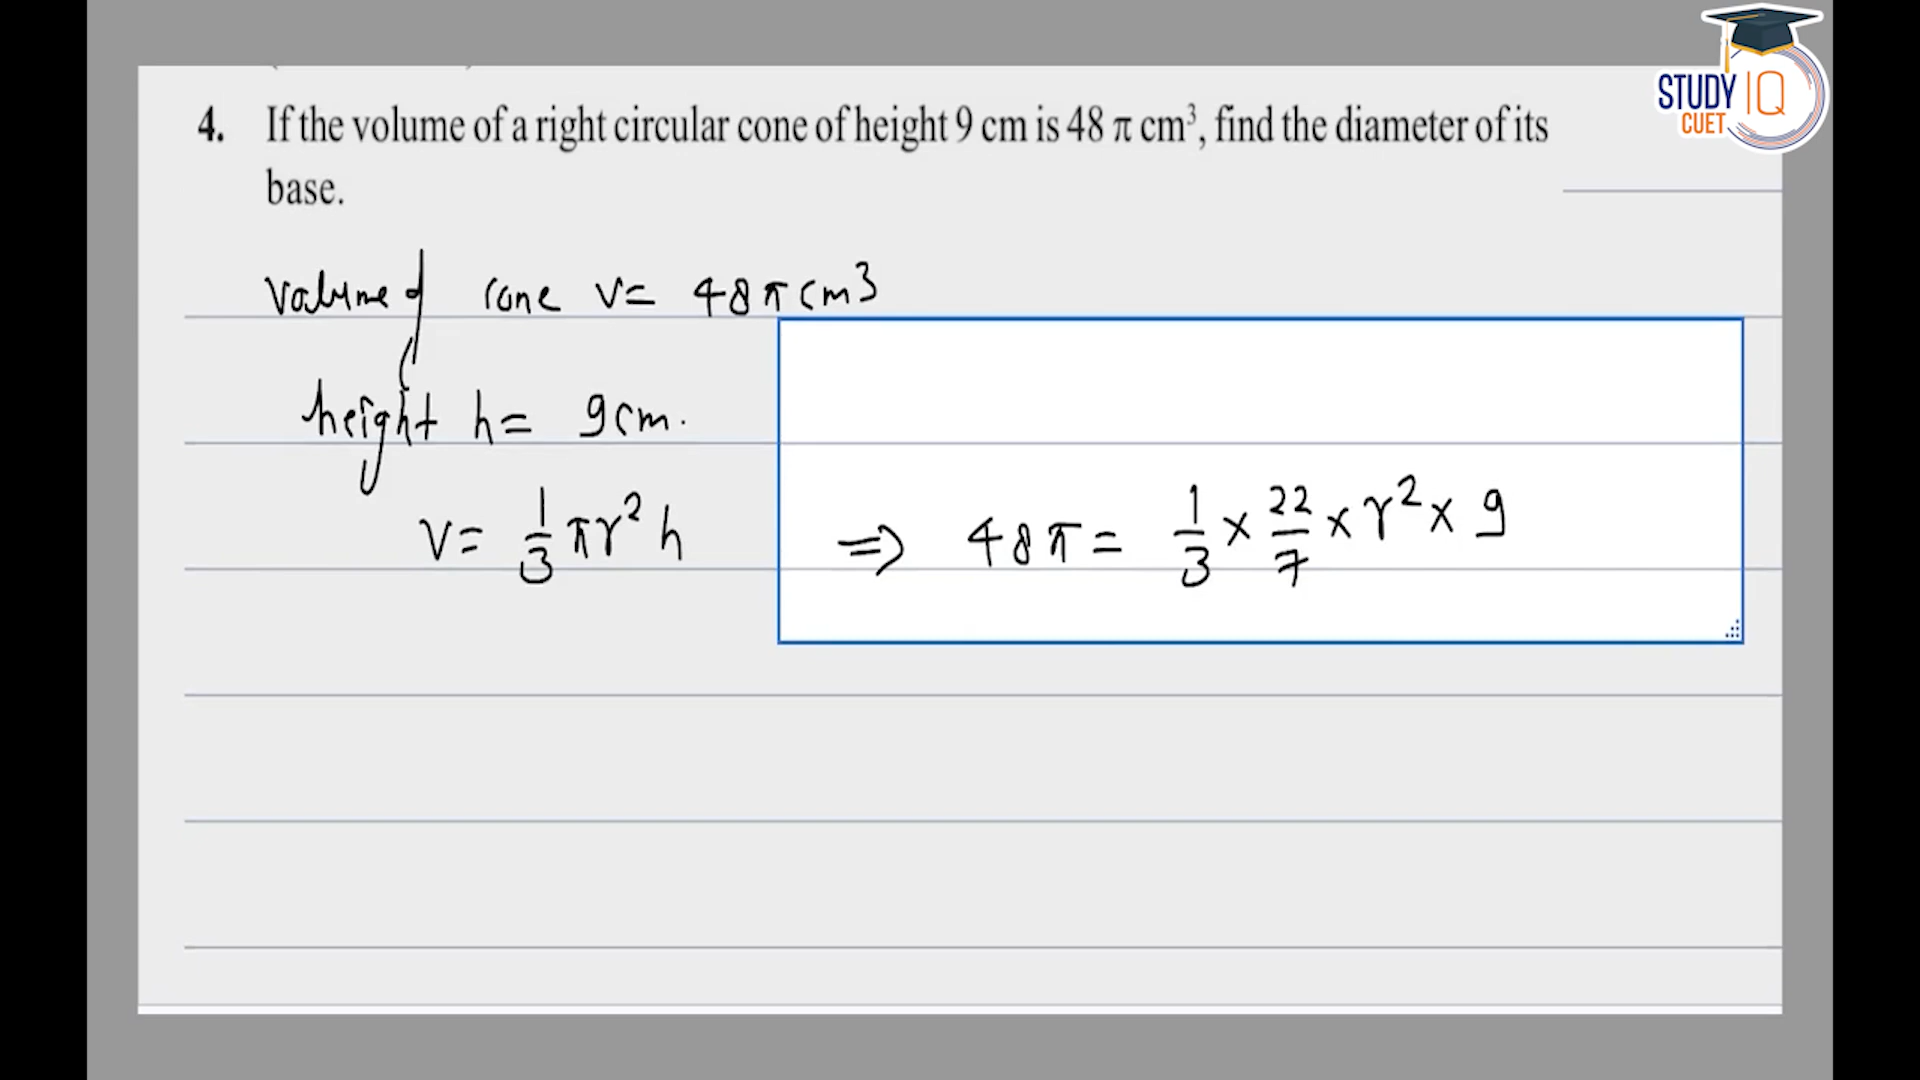 STUDY IQ
CUET
4. If the volume of a right circular cone of height 9 cm is 48 π cm³, find the diameter of its
base.
Volume of cone v= 48π cm3
height h= 9cm.
v= 1/3 πr² h ⇒ 48π= 1/3 × 22/7 × r² × 9